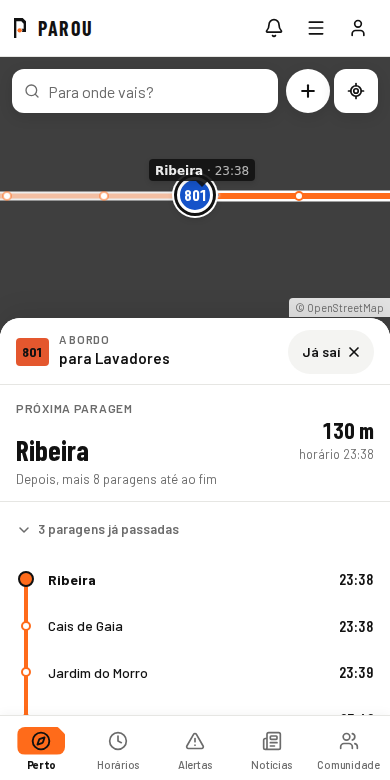 PAROU
Para onde vais?
Ribeira · 23:38
801
© OpenStreetMap
801
A BORDO
para Lavadores
Já saí
PRÓXIMA PARAGEM
Ribeira
130 m
horário 23:38
Depois, mais 8 paragens até ao fim
3 paragens já passadas
Ribeira 23:38
Cais de Gaia 23:38
Jardim do Morro 23:39
Perto
Horários
Alertas
Notícias
Comunidade